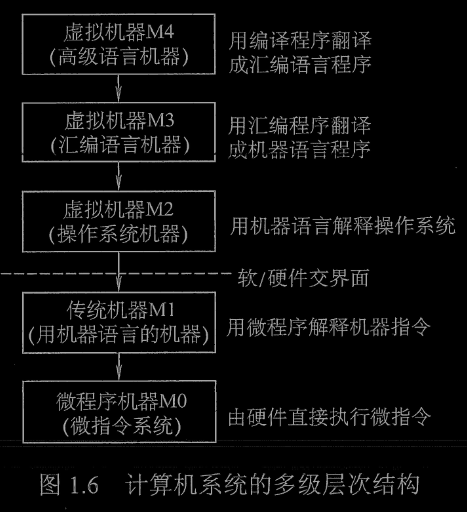 虚拟机器M4
(高级语言机器)
用编译程序翻译
成汇编语言程序
虚拟机器M3
(汇编语言机器)
用汇编程序翻译
成机器语言程序
虚拟机器M2
(操作系统机器)
用机器语言解释操作系统
软/硬件交界面
传统机器M1
(用机器语言的机器)
用微程序解释机器指令
微程序机器M0
(微指令系统)
由硬件直接执行微指令
图 1.6 计算机系统的多级层次结构